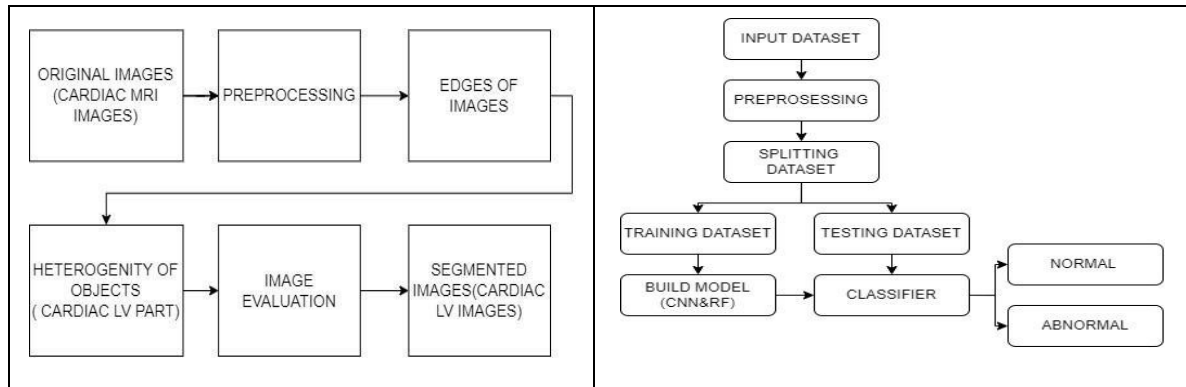 ORIGINAL IMAGES
(CARDIAC MRI
IMAGES)
PREPROCESSING
EDGES OF
IMAGES
HETEROGENITY OF
OBJECTS
( CARDIAC LV PART)
IMAGE
EVALUATION
SEGMENTED
IMAGES(CARDIAC
LV IMAGES)
INPUT DATASET
PREPROSESSING
SPLITTING
DATASET
TRAINING DATASET
TESTING DATASET
BUILD MODEL
(CNN&RF)
CLASSIFIER
NORMAL
ABNORMAL